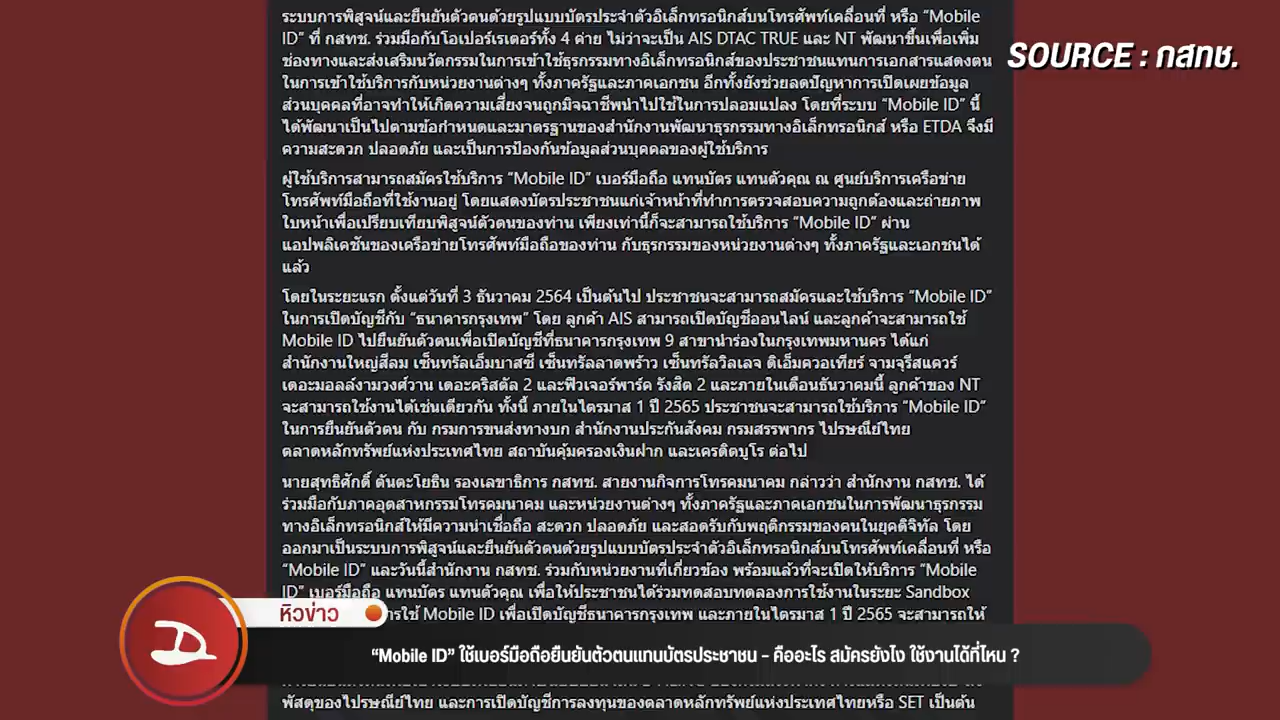 ระบบการพิสูจน์และยืนยันตัวตนด้วยรูปแบบบัตรประจำตัวอิเล็กทรอนิกส์บนโทรศัพท์เคลื่อนที่ หรือ “Mobile
ID” ที่ กสทช. ร่วมมือกับโอเปอร์เรเตอร์ทั้ง 4 ค่าย ไม่ว่าจะเป็น AIS DTAC TRUE และ NT พัฒนาขึ้นเพื่อเพิ่ม
ช่องทางและส่งเสริมนวัตกรรมในการเข้าใช้ธุรกรรมทางอิเล็กทรอนิกส์ของประชาชนแทนการเอกสารแสดงตน
ในการเข้าใช้บริการกับหน่วยงานต่างๆ ทั้งภาครัฐและภาคเอกชน อีกทั้งยังช่วยลดปัญหาการเปิดเผยข้อมูล
ส่วนบุคคลที่อาจทำให้เกิดความเสี่ยงจนถูกมิจฉาชีพนำไปใช้ในการปลอมแปลง โดยที่ระบบ “Mobile ID” นี้
ได้พัฒนาเป็นไปตามข้อกำหนดและมาตรฐานของสำนักงานพัฒนาธุรกรรมทางอิเล็กทรอนิกส์ หรือ ETDA จึงมี
ความสะดวก ปลอดภัย และเป็นการป้องกันข้อมูลส่วนบุคคลของผู้ใช้บริการ
ผู้ใช้บริการสามารถสมัครใช้บริการ “Mobile ID” เบอร์มือถือ แทนบัตร แทนตัวคุณ ณ ศูนย์บริการเครือข่าย
โทรศัพท์มือถือที่ใช้งานอยู่ โดยแสดงบัตรประชาชนแก่เจ้าหน้าที่ทำการตรวจสอบความถูกต้องและถ่ายภาพ
ใบหน้าเพื่อเปรียบเทียบพิสูจน์ตัวตนของท่าน เพียงเท่านี้ก็จะสามารถใช้บริการ “Mobile ID” ผ่าน
แอปพลิเคชันของเครือข่ายโทรศัพท์มือถือของท่าน กับธุรกรรมของหน่วยงานต่างๆ ทั้งภาครัฐและเอกชนได้
แล้ว
โดยในระยะแรก ตั้งแต่วันที่ 3 ธันวาคม 2564 เป็นต้นไป ประชาชนจะสามารถสมัครและใช้บริการ “Mobile ID”
ในการเปิดบัญชีกับ “ธนาคารกรุงเทพ” โดย ลูกค้า AIS สามารถเปิดบัญชีออนไลน์ และลูกค้าจะสามารถใช้
Mobile ID ไปยืนยันตัวตนเพื่อเปิดบัญชีที่ธนาคารกรุงเทพ 9 สาขานำร่องในกรุงเทพมหานคร ได้แก่
สำนักงานใหญ่สีลม เซ็นทรัลเอ็มบาสซี เซ็นทรัลลาดพร้าว เซ็นทรัลวิลเลจ ดิเอ็มควอเทียร์ จามจุรีสแควร์
เดอะมอลล์งามวงศ์วาน เดอะคริสตัล 2 และฟิวเจอร์พาร์ค รังสิต 2 และภายในเดือนธันวาคมนี้ ลูกค้าของ NT
จะสามารถใช้งานได้เช่นเดียวกัน ทั้งนี้ ภายในไตรมาส 1 ปี 2565 ประชาชนจะสามารถใช้บริการ “Mobile ID”
ในการยืนยันตัวตน กับ กรมการขนส่งทางบก สำนักงานประกันสังคม กรมสรรพากร ไปรษณีย์ไทย
ตลาดหลักทรัพย์แห่งประเทศไทย สถาบันคุ้มครองเงินฝาก และเครดิตบูโร ต่อไป
นายสุทธิศักดิ์ ตันตะโยธิน รองเลขาธิการ กสทช. สายงานกิจการโทรคมนาคม กล่าวว่า สำนักงาน กสทช. ได้
ร่วมมือกับภาคอุตสาหกรรมโทรคมนาคม และหน่วยงานต่างๆ ทั้งภาครัฐและภาคเอกชนในการพัฒนาธุรกรรม
ทางอิเล็กทรอนิกส์ให้มีความน่าเชื่อถือ สะดวก ปลอดภัย และสอดรับกับพฤติกรรมของคนในยุคดิจิทัล โดย
ออกมาเป็นระบบการพิสูจน์และยืนยันตัวตนด้วยรูปแบบบัตรประจำตัวอิเล็กทรอนิกส์บนโทรศัพท์เคลื่อนที่ หรือ
“Mobile ID” และวันนี้สำนักงาน กสทช. ร่วมกับหน่วยงานที่เกี่ยวข้อง พร้อมแล้วที่จะเปิดให้บริการ “Mobile
ID” เบอร์มือถือ แทนบัตร แทนตัวคุณ เพื่อให้ประชาชนได้ร่วมทดสอบทดลองการใช้งานในระยะ Sandbox
การใช้ Mobile ID เพื่อเปิดบัญชีธนาคารกรุงเทพ และภายในไตรมาส 1 ปี 2565 จะสามารถให้
พัสดุของไปรษณีย์ไทย และการเปิดบัญชีการลงทุนของตลาดหลักทรัพย์แห่งประเทศไทยหรือ SET เป็นต้น
SOURCE : กสทช.
หิวข่าว
“Mobile ID” ใช้เบอร์มือถือยืนยันตัวตนแทนบัตรประชาชน - คืออะไร สมัครยังไง ใช้งานได้ที่ไหน ?